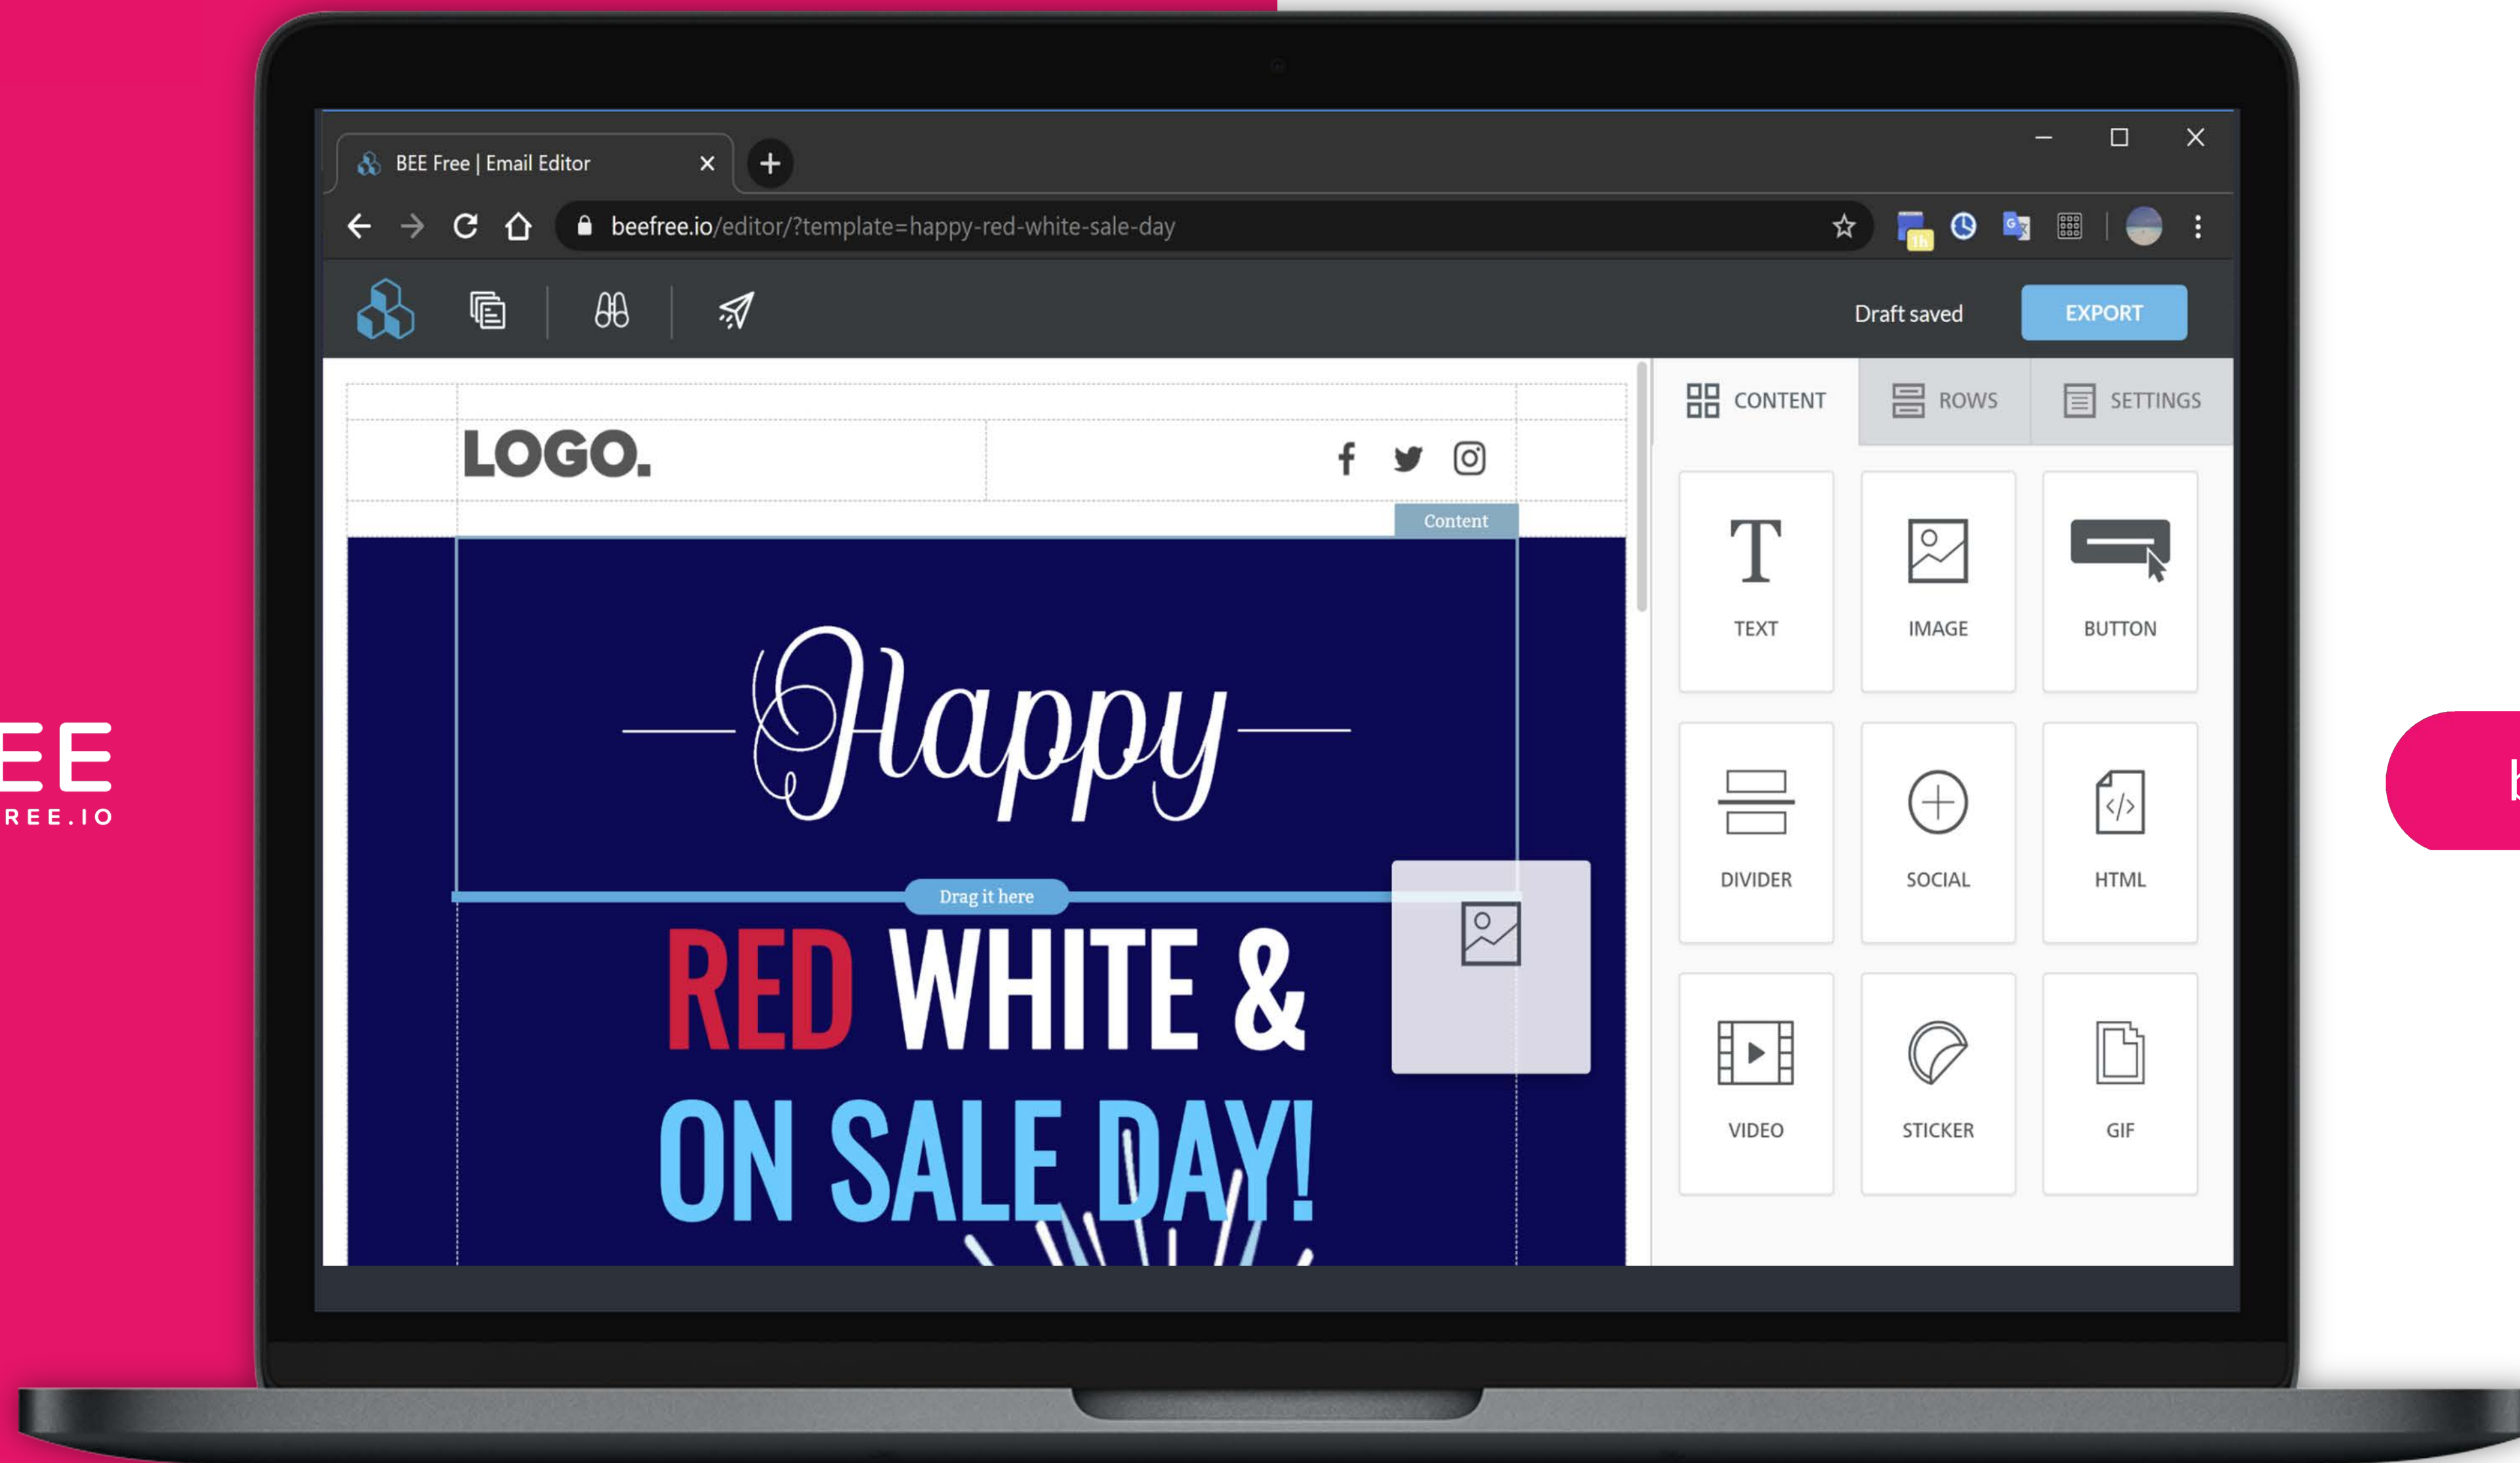 BEE Free | Email Editor
beefree.io/editor/?template=happy-red-white-sale-day
1h
Draft saved
EXPORT
LOGO.
CONTENT
ROWS
SETTINGS
Content
Happy
Drag it here
RED WHITE &
ON SALE DAY!
TEXT
IMAGE
BUTTON
DIVIDER
SOCIAL
HTML
VIDEO
STICKER
GIF
EE
REE.IO
b